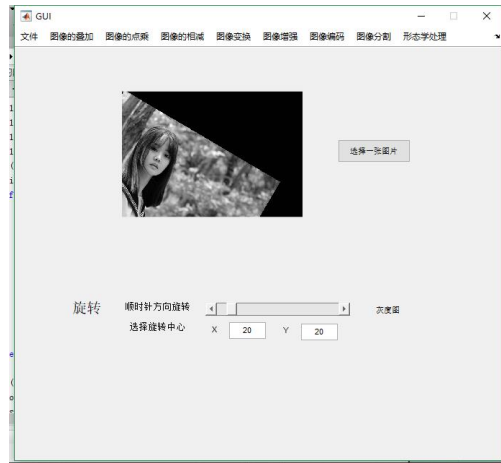 GUI
文件 图像的叠加 图像的点乘 图像的相减 图像变换 图像增强 图像编码 图像分割 形态学处理
选择一张图片
旋转 顺时针方向旋转 灰度图
选择旋转中心 X 20 Y 20